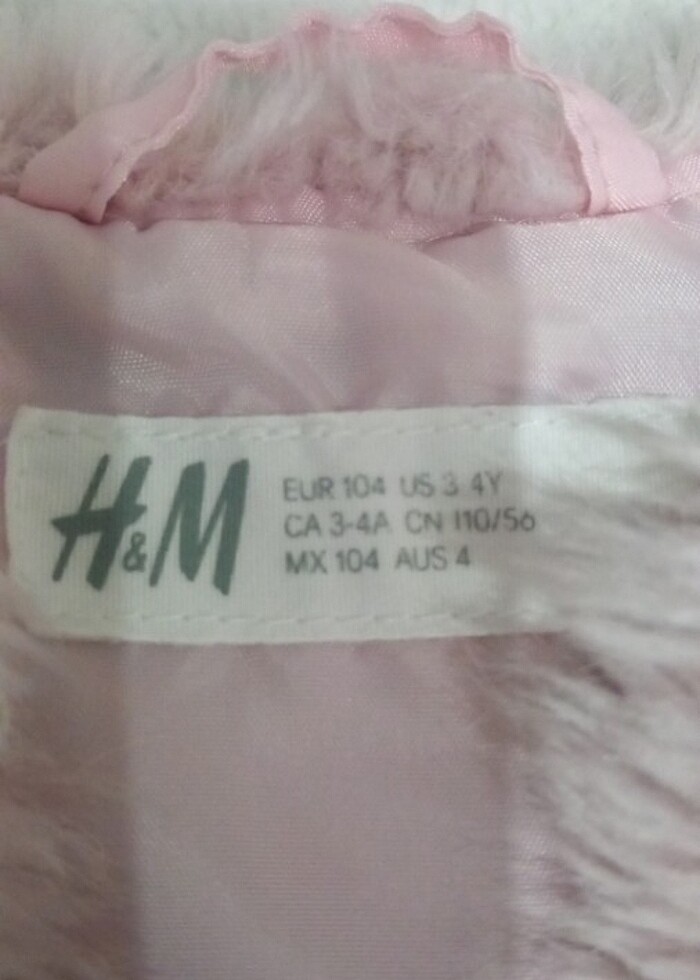 H&M
EUR 104 US 3-4Y
CA 3-4A CN 110/56
MX 104 AUS 4